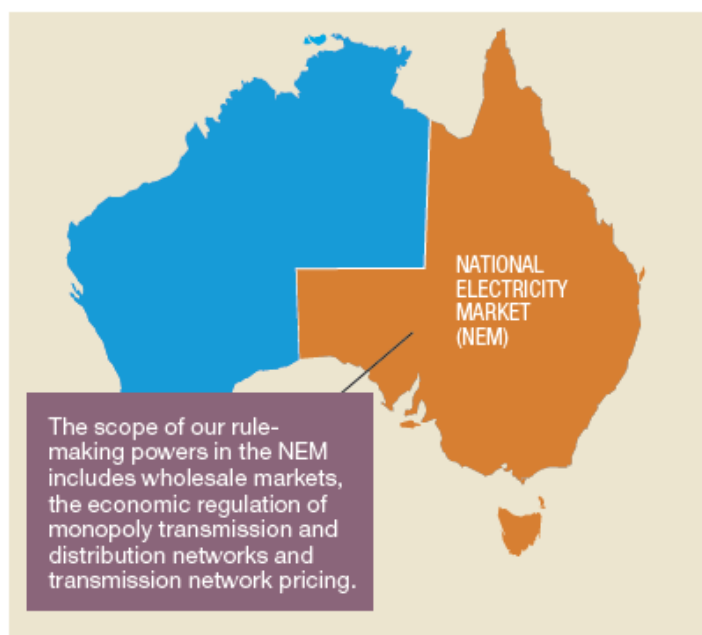 NATIONAL
ELECTRICITY
MARKET
(NEM)
The scope of our rule-
making powers in the NEM
includes wholesale markets,
the economic regulation of
monopoly transmission and
distribution networks and
transmission network pricing.